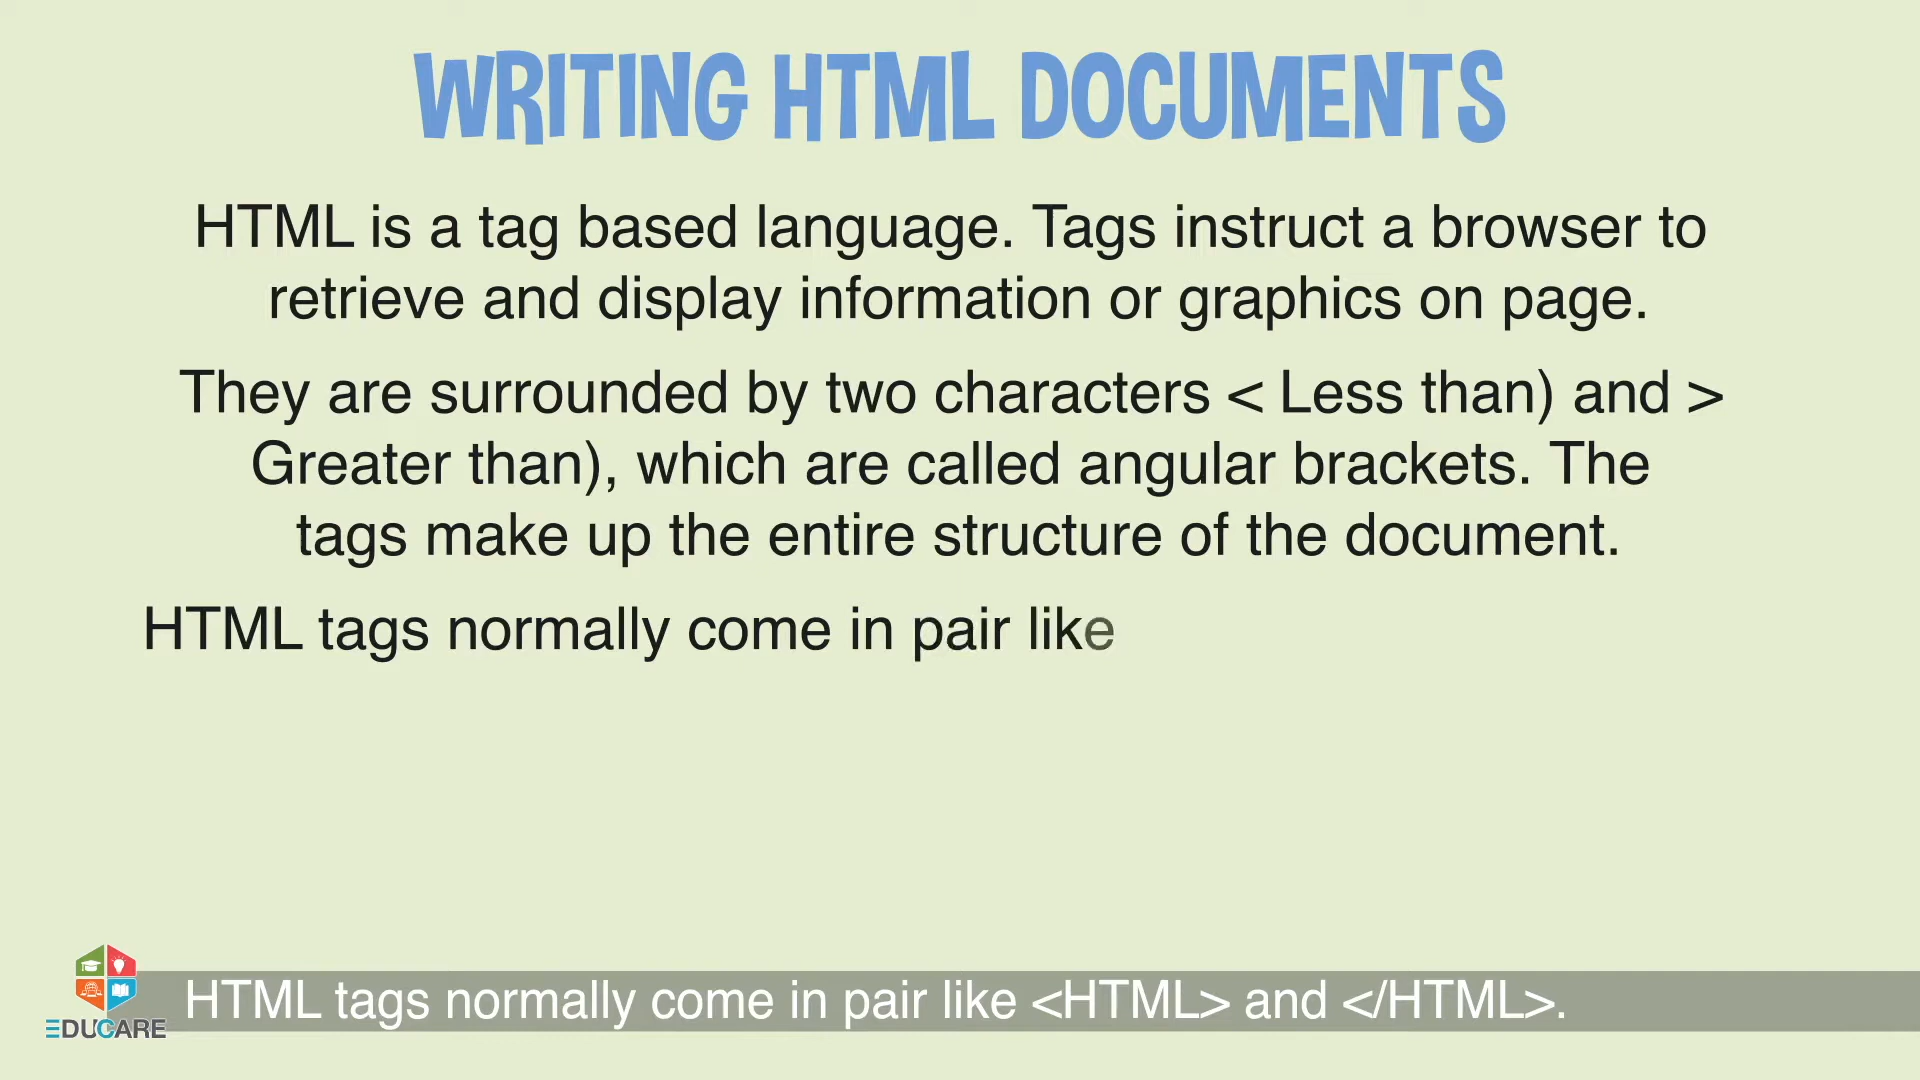 WRITING HTML DOCUMENTS
HTML is a tag based language. Tags instruct a browser to
retrieve and display information or graphics on page.
They are surrounded by two characters < Less than) and >
Greater than), which are called angular brackets. The
tags make up the entire structure of the document.
HTML tags normally come in pair like
HTML tags normally come in pair like <HTML> and </HTML>.
EDUCARE